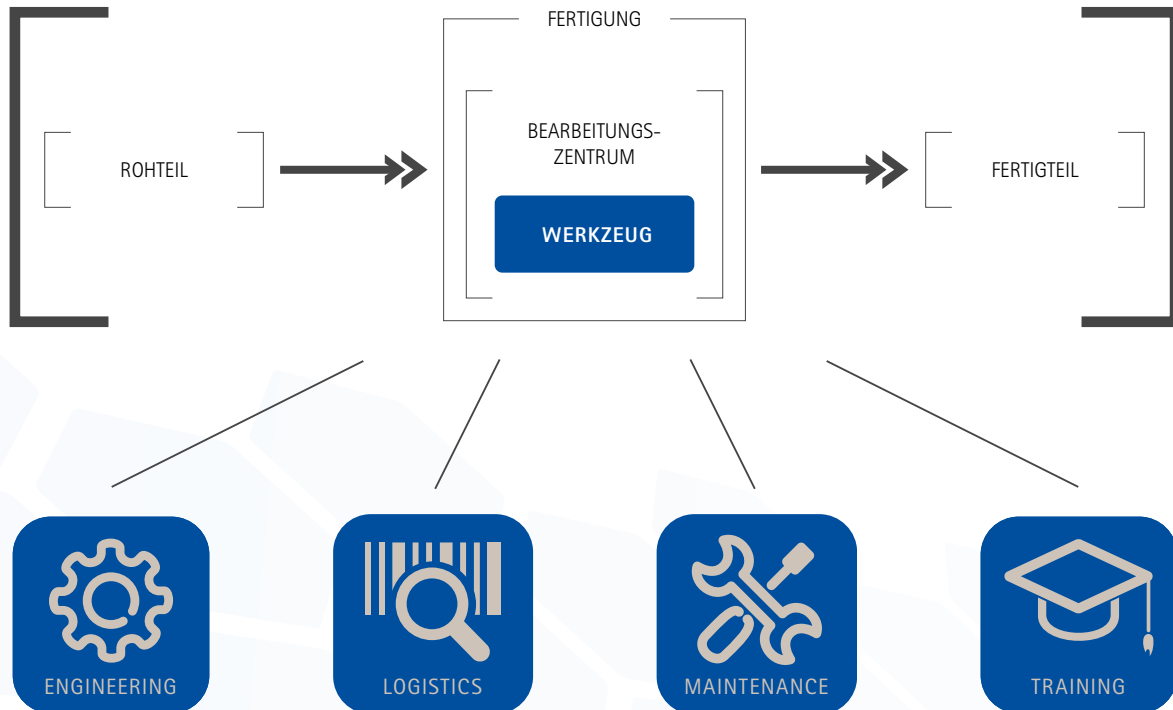 FERTIGUNG
ROHTEIL
BEARBEITUNGS-
ZENTRUM
WERKZEUG
FERTIGTEIL
ENGINEERING
LOGISTICS
MAINTENANCE
TRAINING